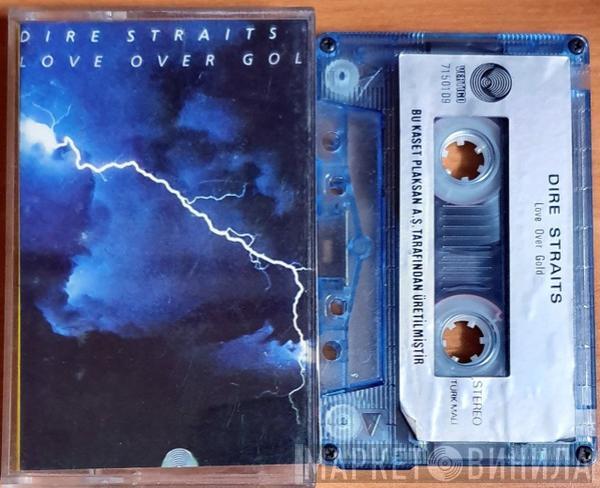 DIRE STRAITS
LOVE OVER GOL
VERTIGO
7150109
BU KASET PLAKSAN A.Ş. TARAFINDAN ÜRETİLMİŞTİR
DIRE STRAITS
Love Over Gold
STEREO
TÜRK MALI
МАРКЕТ ВИНИЛА